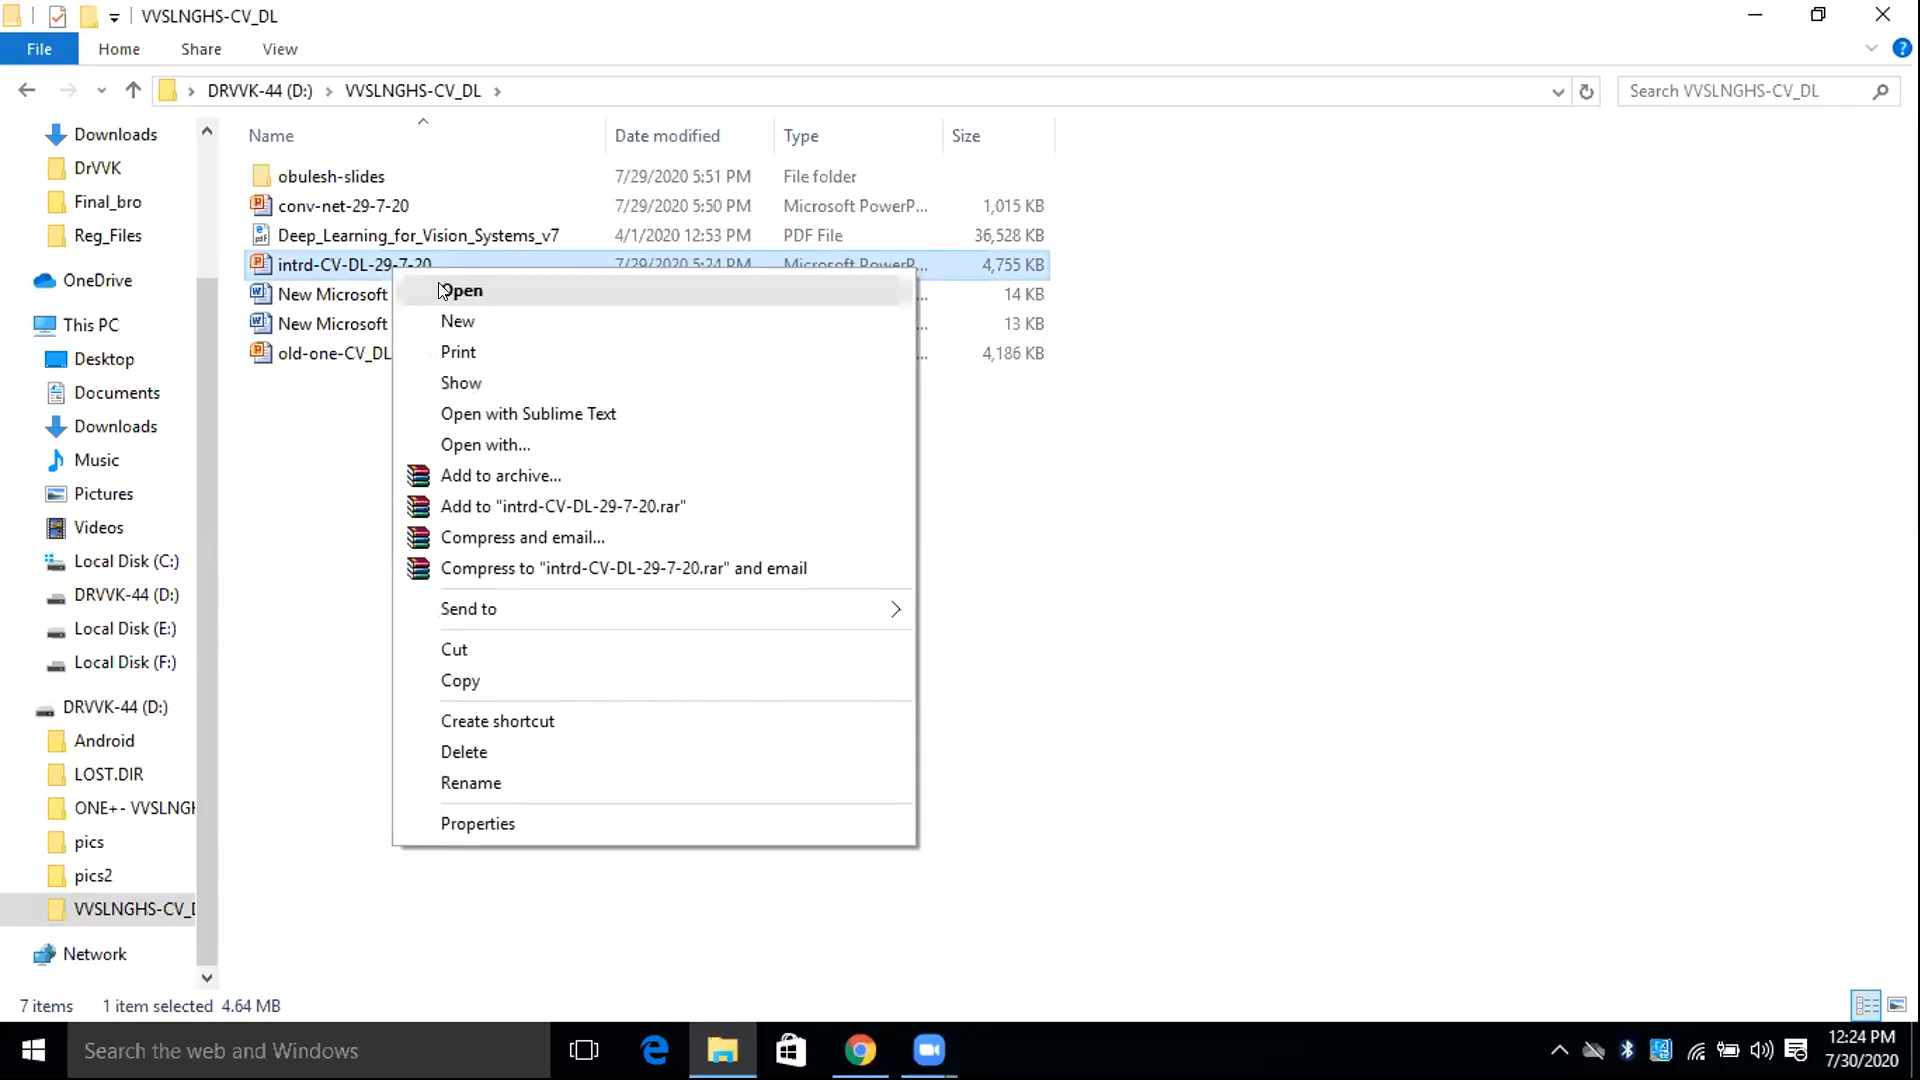 VVSLNGHS-CV_DL
File Home Share View
DRVVK-44 (D:) VVSLNGHS-CV_DL
Search VVSLNGHS-CV_DL
Name Date modified Type Size
obulesh-slides 7/29/2020 5:51 PM File folder
conv-net-29-7-20 7/29/2020 5:50 PM Microsoft PowerP... 1,015 KB
Deep_Learning_for_Vision_Systems_v7 4/1/2020 12:53 PM PDF File 36,528 KB
intrd-CV-DL-29-7-20 7/29/2020 5:24 PM Microsoft PowerP... 4,755 KB
New Microsoft ... 14 KB
New Microsoft 13 KB
old-one-CV_DL ... 4,186 KB
Open
New
Print
Show
Open with Sublime Text
Open with...
Add to archive...
Add to "intrd-CV-DL-29-7-20.rar"
Compress and email...
Compress to "intrd-CV-DL-29-7-20.rar" and email
Send to
Cut
Copy
Create shortcut
Delete
Rename
Properties
Downloads
DrVVK
Final_bro
Reg_Files
OneDrive
This PC
Desktop
Documents
Downloads
Music
Pictures
Videos
Local Disk (C:)
DRVVK-44 (D:)
Local Disk (E:)
Local Disk (F:)
DRVVK-44 (D:)
Android
LOST.DIR
ONE+- VVSLNGH
pics
pics2
VVSLNGHS-CV_D
Network
7 items 1 item selected 4.64 MB
Search the web and Windows
12:24 PM
7/30/2020